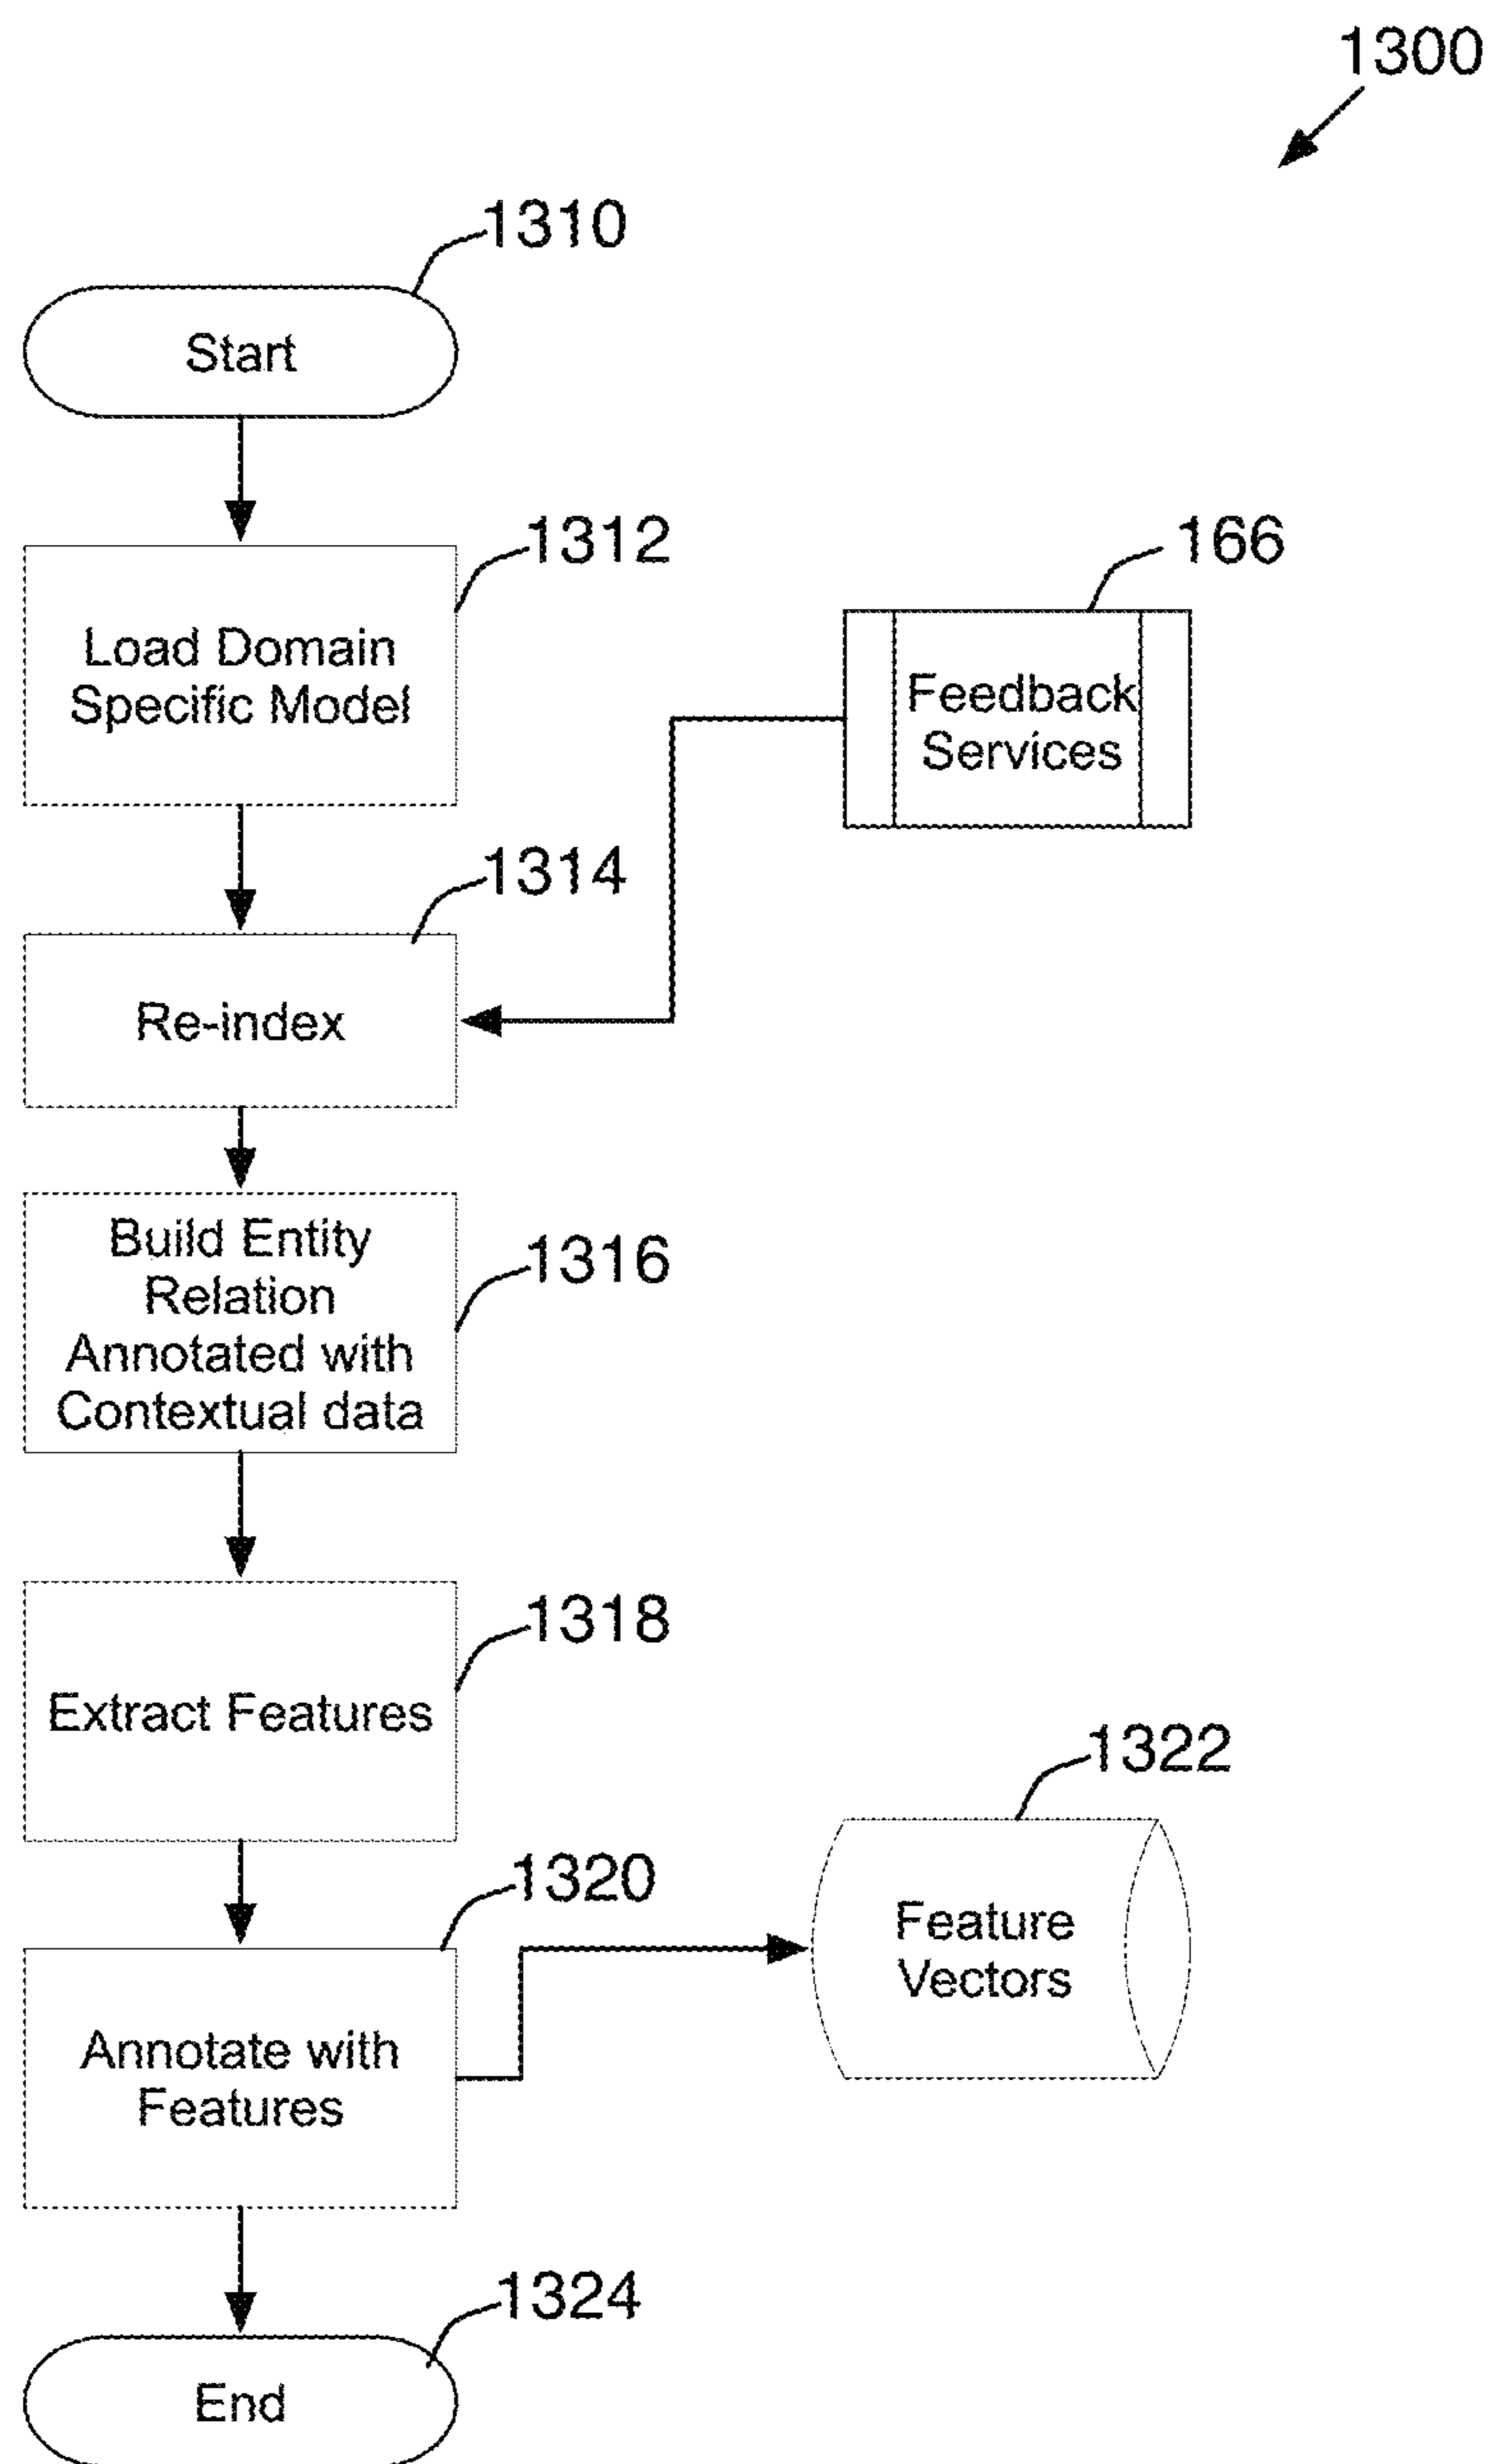 1300
1310
Start
1312
Load Domain
Specific Model
166
Feedback
Services
1314
Re-index
1316
Build Entity
Relation
Annotated with
Contextual data
1318
Extract Features
1322
Feature
Vectors
1320
Annotate with
Features
1324
End